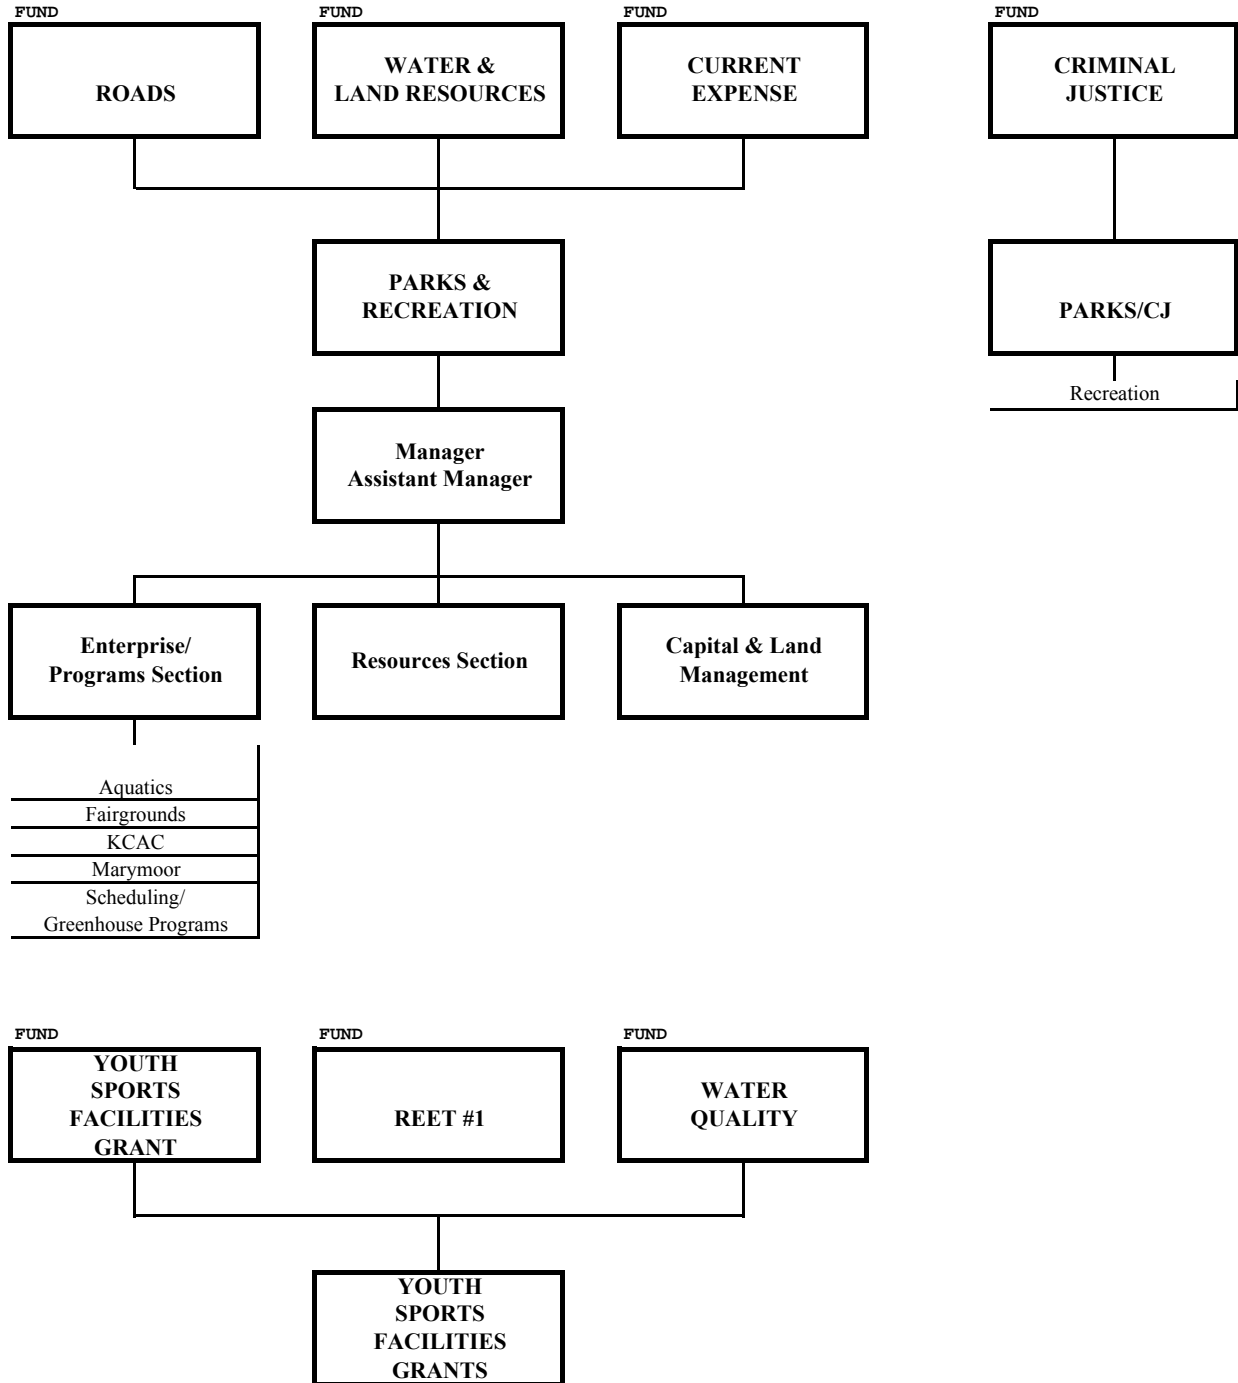 FUND
ROADS
FUND
WATER &
LAND RESOURCES
FUND
CURRENT
EXPENSE
FUND
CRIMINAL
JUSTICE
PARKS &
RECREATION
PARKS/CJ
Recreation
Manager
Assistant Manager
Enterprise/
Programs Section
Resources Section
Capital & Land
Management
Aquatics
Fairgrounds
KCAC
Marymoor
Scheduling/
Greenhouse Programs
FUND
YOUTH
SPORTS
FACILITIES
GRANT
FUND
REET #1
FUND
WATER
QUALITY
YOUTH
SPORTS
FACILITIES
GRANTS